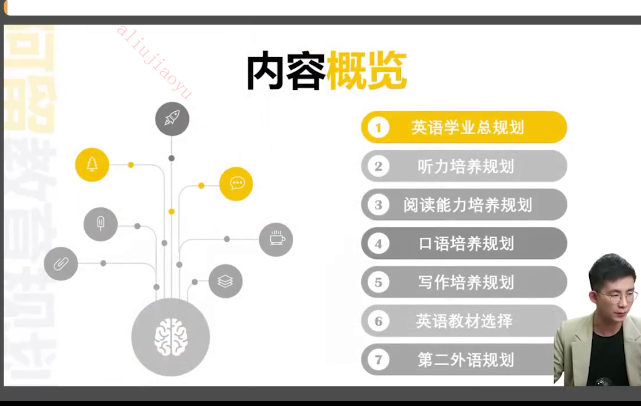 aliujiaoyu
内容概览
1 英语学业总规划
2 听力培养规划
3 阅读能力培养规划
4 口语培养规划
5 写作培养规划
6 英语教材选择
7 第二外语规划